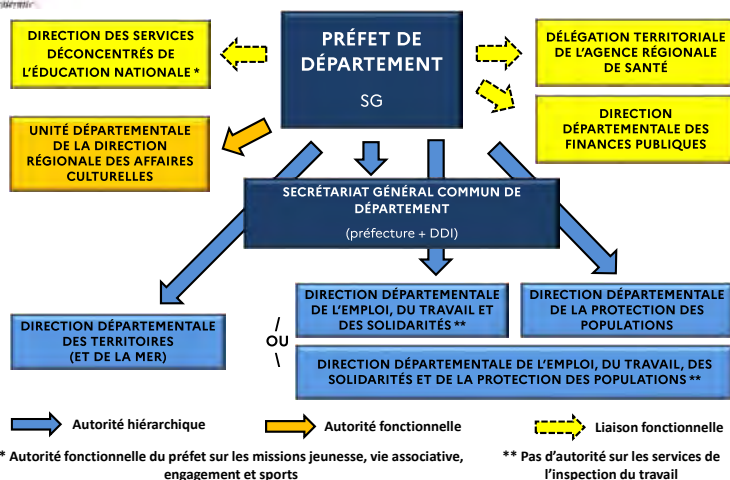 DIRECTION DES SERVICES
DÉCONCENTRÉS DE
L'ÉDUCATION NATIONALE *
PRÉFET DE
DÉPARTEMENT
SG
DÉLÉGATION TERRITORIALE
DE L'AGENCE RÉGIONALE
DE SANTÉ
UNITÉ DÉPARTEMENTALE
DE LA DIRECTION
RÉGIONALE DES AFFAIRES
CULTURELLES
DIRECTION
DÉPARTEMENTALE DES
FINANCES PUBLIQUES
SECRÉTARIAT GÉNÉRAL COMMUN DE
DÉPARTEMENT
(préfecture + DDI)
DIRECTION DÉPARTEMENTALE
DES TERRITOIRES
(ET DE LA MER)
/
OU
\
DIRECTION DÉPARTEMENTALE
DE L'EMPLOI, DU TRAVAIL ET
DES SOLIDARITÉS **
DIRECTION DÉPARTEMENTALE
DE LA PROTECTION DES
POPULATIONS
DIRECTION DÉPARTEMENTALE DE L'EMPLOI, DU TRAVAIL, DES
SOLIDARITÉS ET DE LA PROTECTION DES POPULATIONS **
Autorité hiérarchique
Autorité fonctionnelle
Liaison fonctionnelle
* Autorité fonctionnelle du préfet sur les missions jeunesse, vie associative,
engagement et sports
** Pas d'autorité sur les services de
l'inspection du travail